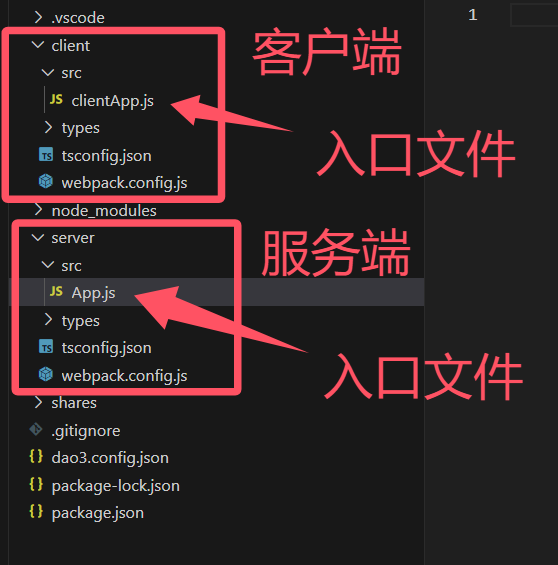 .vscode
1
client
客户端
src
JS clientApp.js
types
入口文件
TS tsconfig.json
webpack.config.js
node_modules
server
服务端
src
JS App.js
types
TS tsconfig.json
入口文件
webpack.config.js
shares
.gitignore
{} dao3.config.json
{} package-lock.json
{} package.json